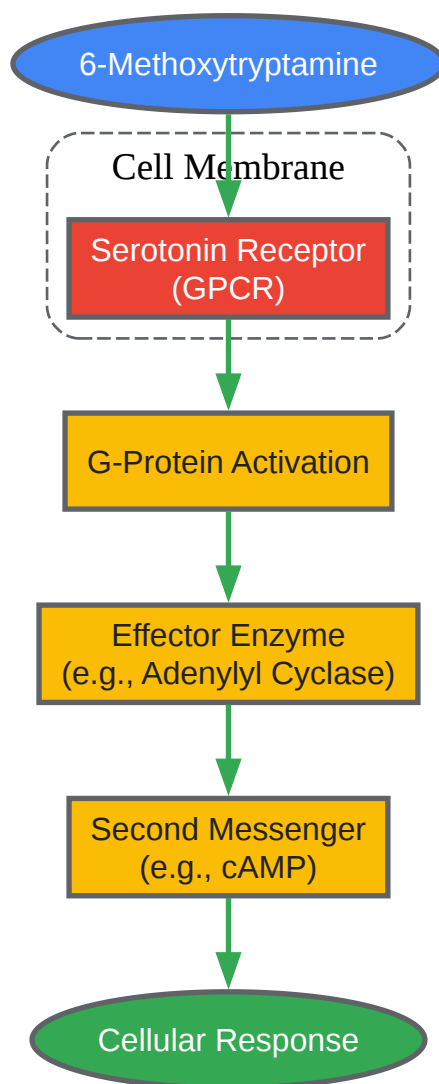 6-Methoxytryptamine
Cell Membrane
Serotonin Receptor
(GPCR)
G-Protein Activation
Effector Enzyme
(e.g., Adenylyl Cyclase)
Second Messenger
(e.g., cAMP)
Cellular Response